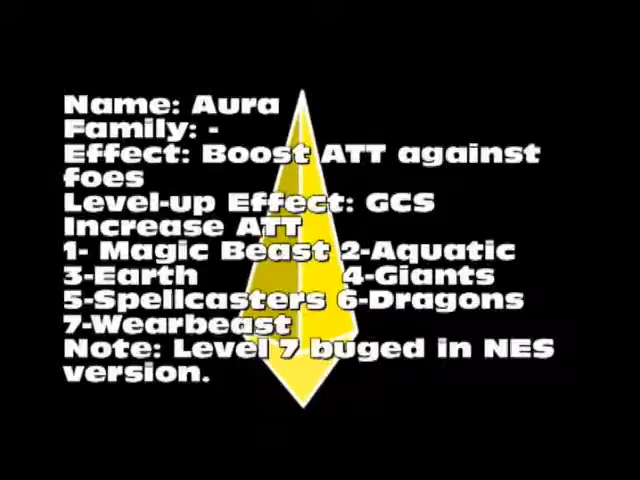 Name: Aura
Family: -
Effect: Boost ATT against
foes
Level-up Effect: GCS
Increase ATT
1- Magic Beast 2-Aquatic
3-Earth 4-Giants
5-Spellcasters 6-Dragons
7-Wearbeast
Note: Level 7 buged in NES
version.